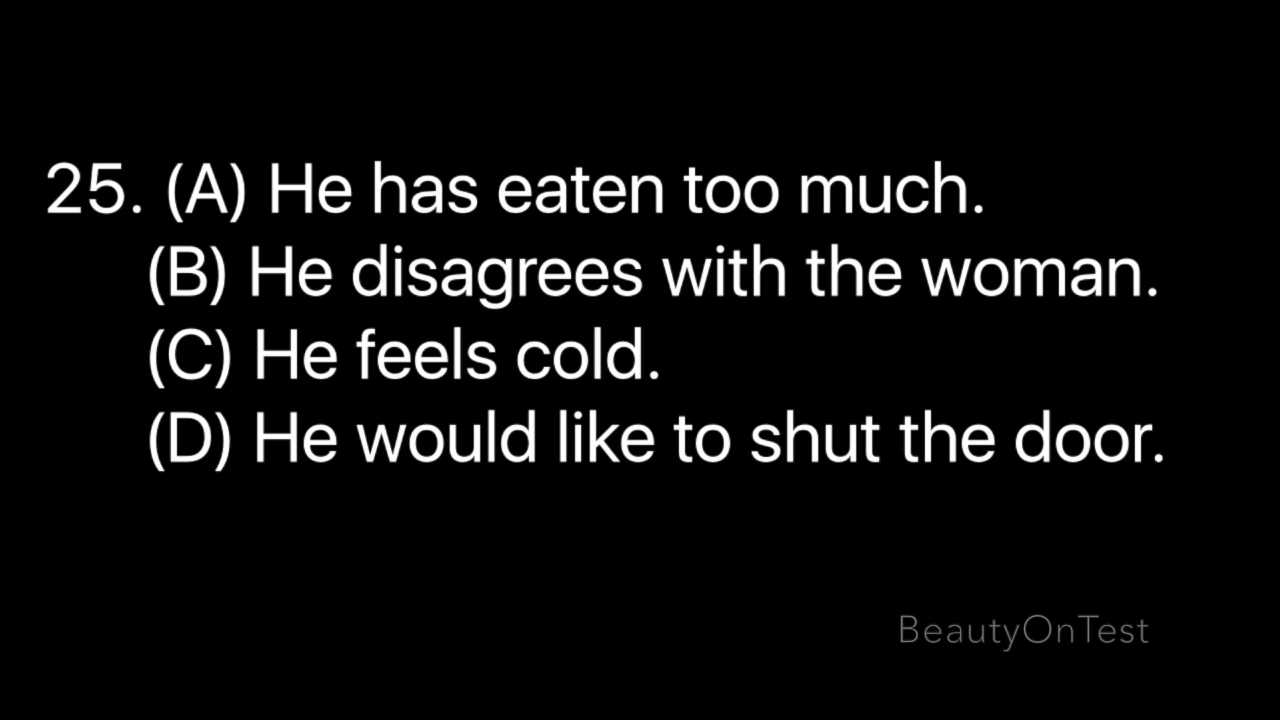 25. (A) He has eaten too much.
(B) He disagrees with the woman.
(C) He feels cold.
(D) He would like to shut the door.
BeautyOnTest